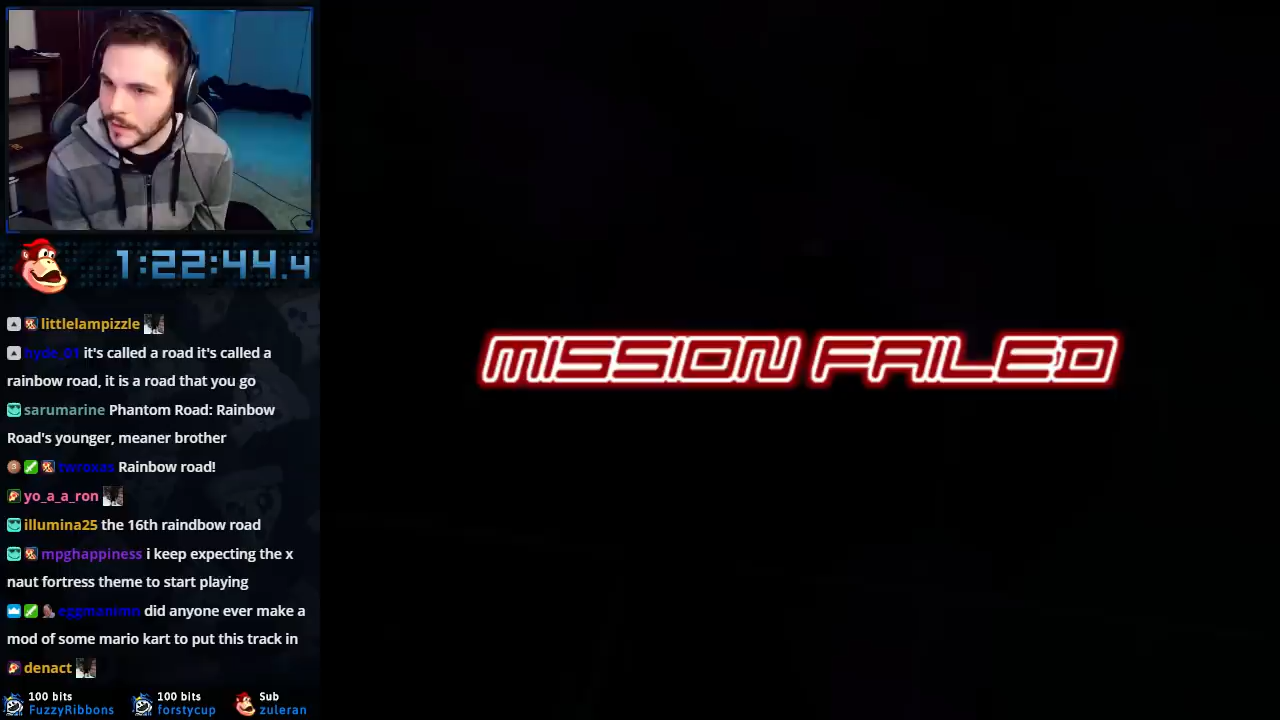 1:22:44.4
littlelampizzle
hyde_01 it's called a road it's called a
rainbow road, it is a road that you go
sarumarine Phantom Road: Rainbow
Road's younger, meaner brother
twroxas Rainbow road!
yo_a_a_ron
illumina25 the 16th raindbow road
mpghappiness i keep expecting the x
naut fortress theme to start playing
eggmanimn did anyone ever make a
mod of some mario kart to put this track in
denact
100 bits
FuzzyRibbons
100 bits
forstycup
Sub
zuleran
MISSION FAILED